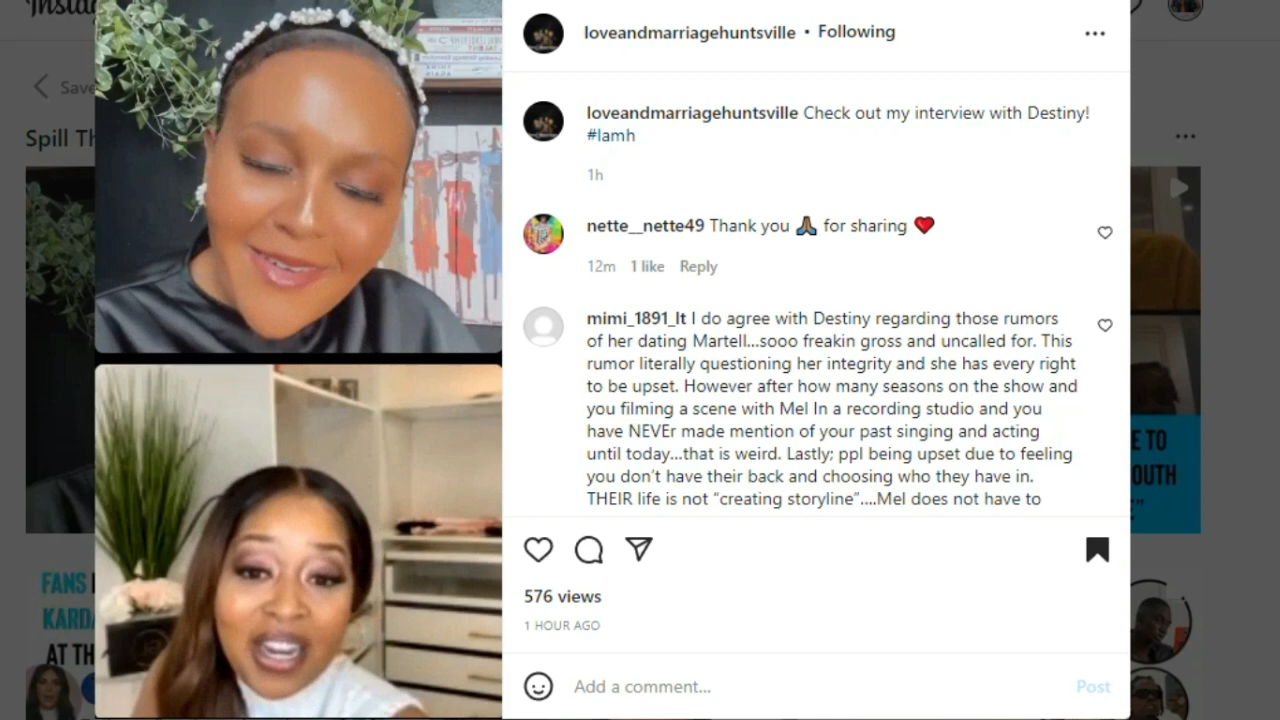 Save
Spill Th
loveandmarriagehuntsville • Following
loveandmarriagehuntsville Check out my interview with Destiny!
#lamh
1h
nette__nette49 Thank you 🙏🏾 for sharing ❤️
12m 1 like Reply
mimi_1891_lt I do agree with Destiny regarding those rumors
of her dating Martell...sooo freakin gross and uncalled for. This
rumor literally questioning her integrity and she has every right
to be upset. However after how many seasons on the show and
you filming a scene with Mel In a recording studio and you
have NEVEr made mention of your past singing and acting
until today...that is weird. Lastly; ppl being upset due to feeling
you don’t have their back and choosing who they have in.
THEIR life is not “creating storyline”....Mel does not have to
576 views
1 HOUR AGO
Add a comment... Post
FANS
KARDA
AT TH
E TO
OUTH